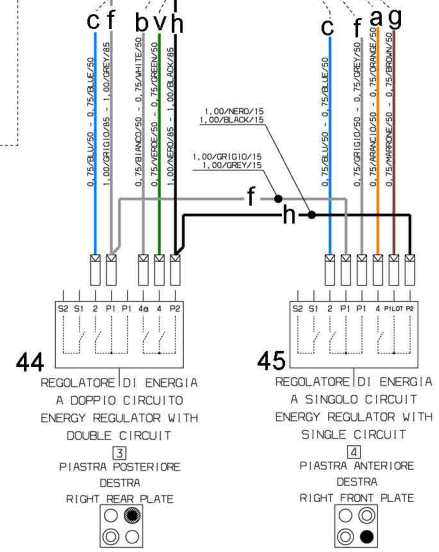 c f b v h c f a g
0,75/BLU/50 - 0,75/BLUE/50
1,00/GRIGIO/85 - 1,00/GREY/85
0,75/BIANCO/50 - 0,75/WHITE/50
0,75/VERDE/50 - 0,75/GREEN/50
1,00/NERO/85 - 1,00/BLACK/85
0,75/BLU/50 - 0,75/BLUE/50
0,75/GRIGIO/50 - 0,75/GREY/50
0,75/ARANCIO/50 - 0,75/ORANGE/50
0,75/MARRONE/50 - 0,75/BROWN/50
1,00/NERO/15
1,00/BLACK/15
1,00/GRIGIO/15
1,00/GREY/15
f
h
S2 S1 2 P1 P1 4a 4 P2
44
REGOLATORE DI ENERGIA
A DOPPIO CIRCUITO
ENERGY REGULATOR WITH
DOUBLE CIRCUIT
3
PIASTRA POSTERIORE
DESTRA
RIGHT REAR PLATE
S2 S1 2 P1 P1 4 PILOT P2
45
REGOLATORE DI ENERGIA
A SINGOLO CIRCUITO
ENERGY REGULATOR WITH
SINGLE CIRCUIT
4
PIASTRA ANTERIORE
DESTRA
RIGHT FRONT PLATE